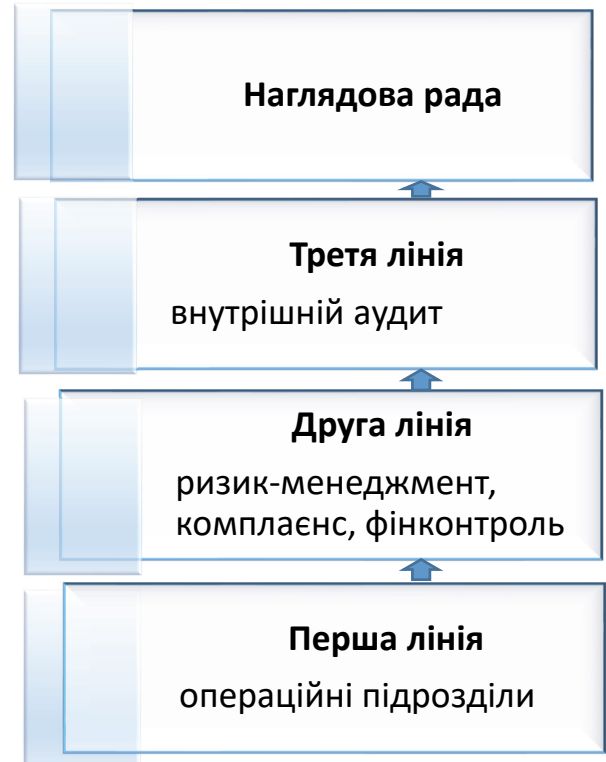 Наглядова рада
Третя лінія
внутрішній аудит
Друга лінія
ризик-менеджмент,
комплаєнс, фінконтроль
Перша лінія
операційні підрозділи